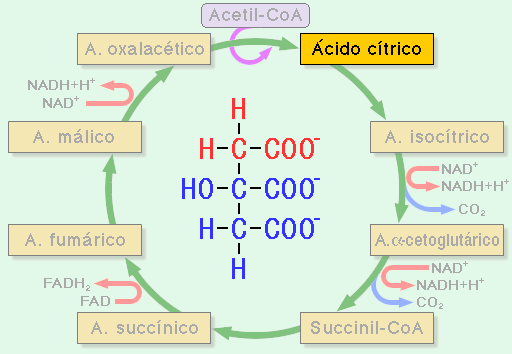 Acetil-CoA
A. oxalacético
Ácido cítrico
NADH+H⁺
NAD⁺
A. málico
A. isocítrico
NAD⁺
NADH+H⁺
CO₂
H
H C COO⁻
HO C COO⁻
H C COO⁻
H
A. fumárico
A.α-cetoglutárico
FADH₂
FAD
NAD⁺
NADH+H⁺
CO₂
A. succínico
Succinil-CoA